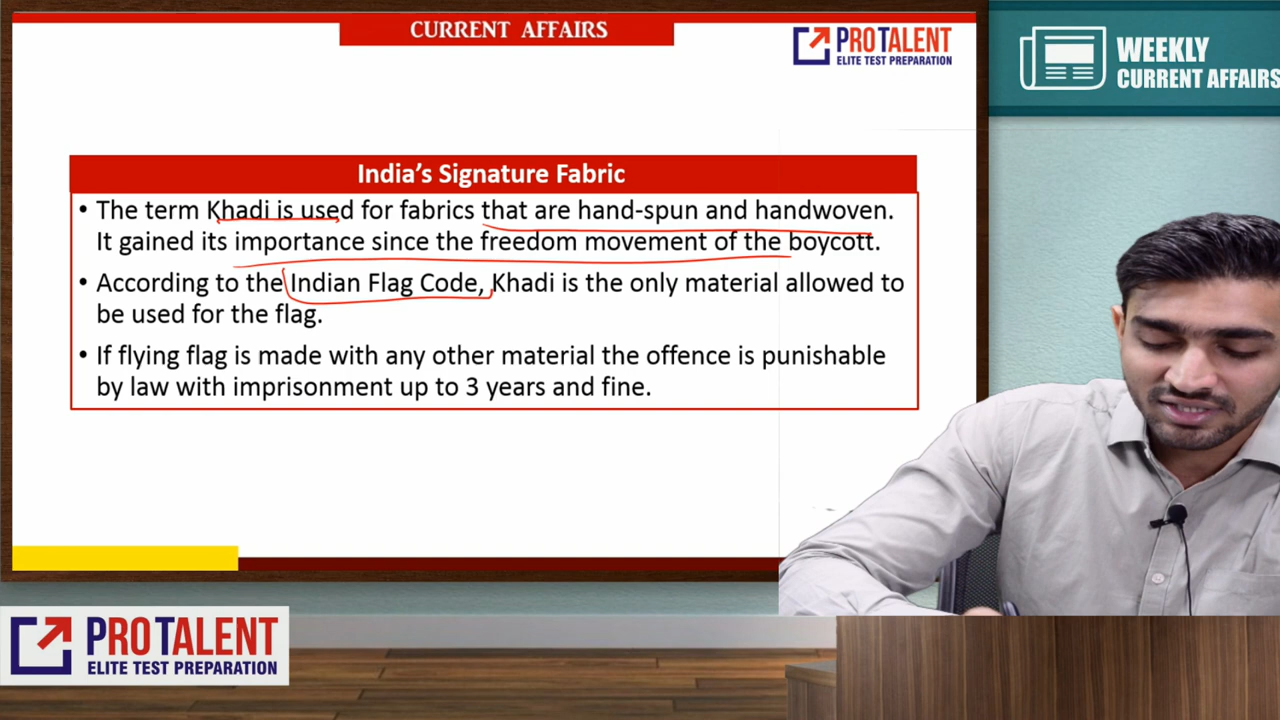 CURRENT AFFAIRS
PROTALENT
ELITE TEST PREPARATION
WEEKLY
CURRENT AFFAIRS
India's Signature Fabric
• The term Khadi is used for fabrics that are hand-spun and handwoven.
It gained its importance since the freedom movement of the boycott.
• According to the Indian Flag Code, Khadi is the only material allowed to
be used for the flag.
• If flying flag is made with any other material the offence is punishable
by law with imprisonment up to 3 years and fine.
PROTALENT
ELITE TEST PREPARATION